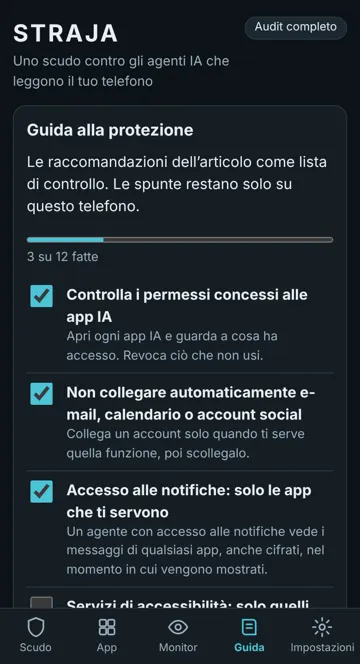 STRAJA
Audit completo
Uno scudo contro gli agenti IA che
leggono il tuo telefono
Guida alla protezione
Le raccomandazioni dell’articolo come lista
di controllo. Le spunte restano solo su
questo telefono.
3 su 12 fatte
Controlla i permessi concessi alle
app IA
Apri ogni app IA e guarda a cosa ha
accesso. Revoca ciò che non usi.
Non collegare automaticamente e-
mail, calendario o account social
Collega un account solo quando ti serve
quella funzione, poi scollegalo.
Accesso alle notifiche: solo le app
che ti servono
Un agente con accesso alle notifiche vede i
messaggi di qualsiasi app, anche cifrati, nel
momento in cui vengono mostrati.
Servizi di accessibilità: solo quelli
Scudo
App
Monitor
Guida
Impostazioni